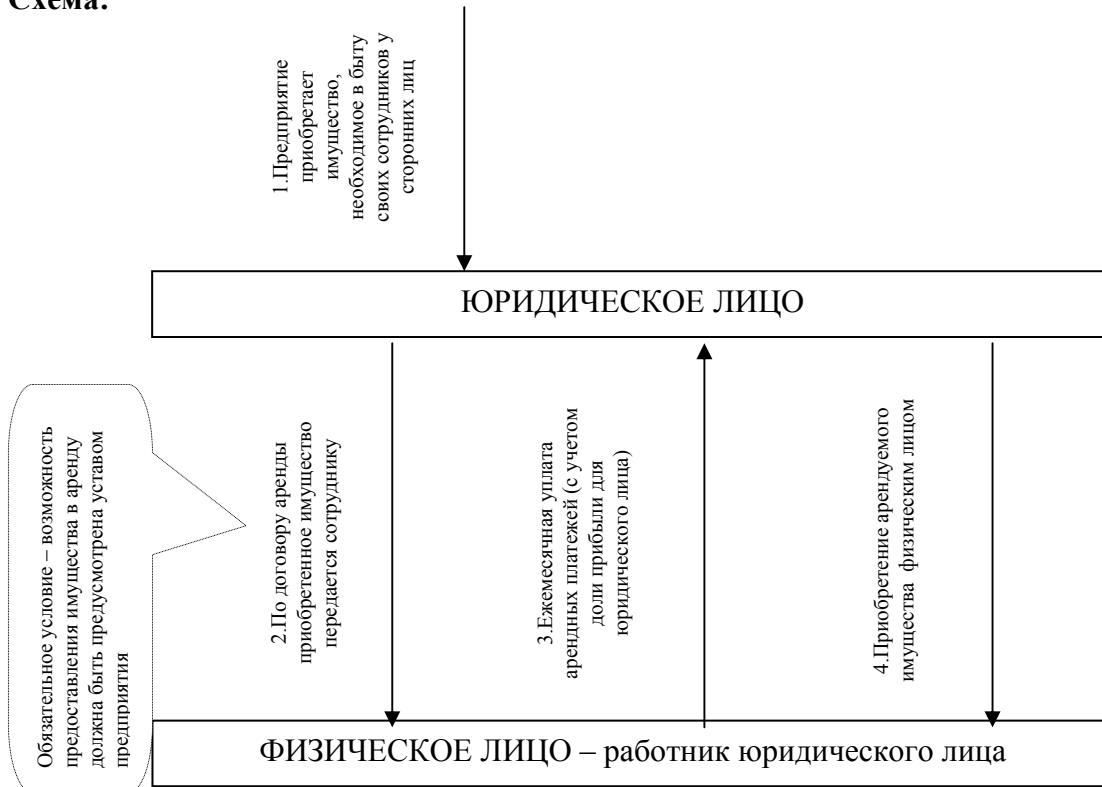 Схема:
1.Предприятие
приобретает
имущество,
необходимое в быту
своих сотрудников у
сторонних лиц
ЮРИДИЧЕСКОЕ ЛИЦО
Обязательное условие – возможность
предоставления имущества в аренду
должна быть предусмотрена уставом
предприятия
2.По договору аренды
приобретенное имущество
передается сотруднику
3.Ежемесячная уплата
арендных платежей (с учетом
доли прибыли для
юридического лица)
4.Приобретение арендуемого
имущества физическим лицом
ФИЗИЧЕСКОЕ ЛИЦО – работник юридического лица